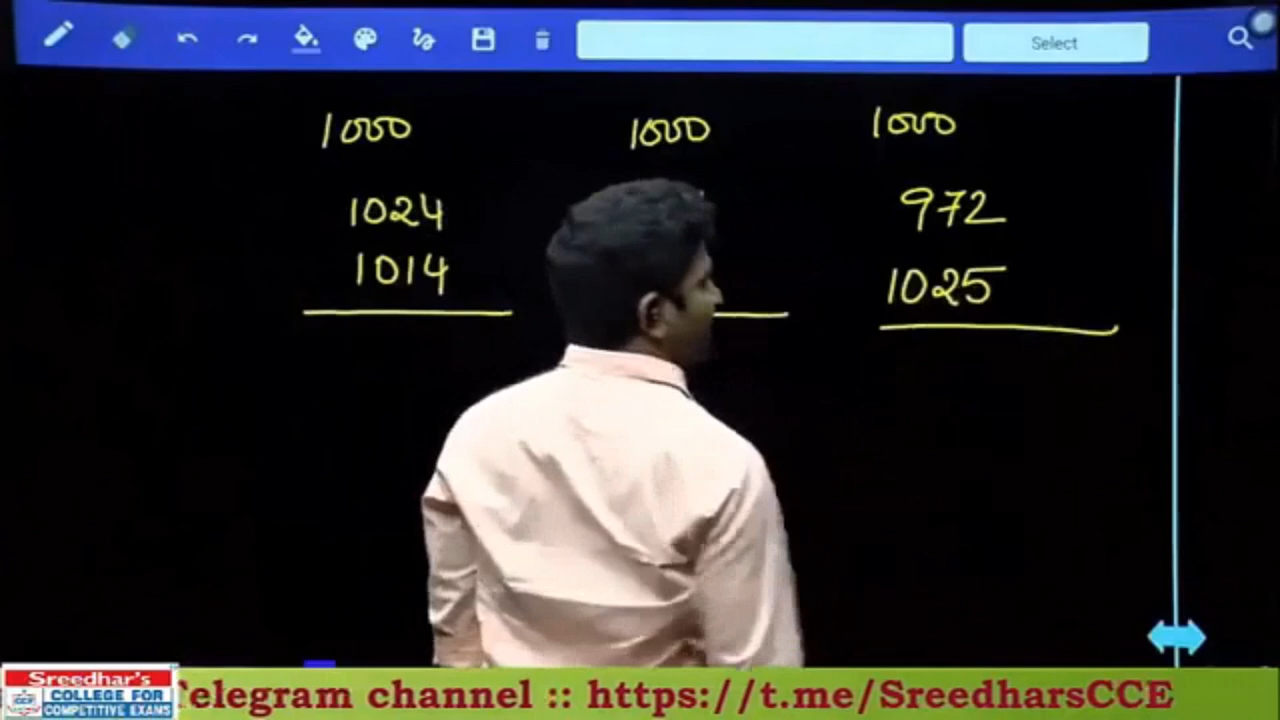 Select
1000 1000 1000
1024 972
1014 1025
Sreedhar's
COLLEGE FOR
COMPETITIVE EXAMS
Telegram channel :: https://t.me/SreedharsCCE